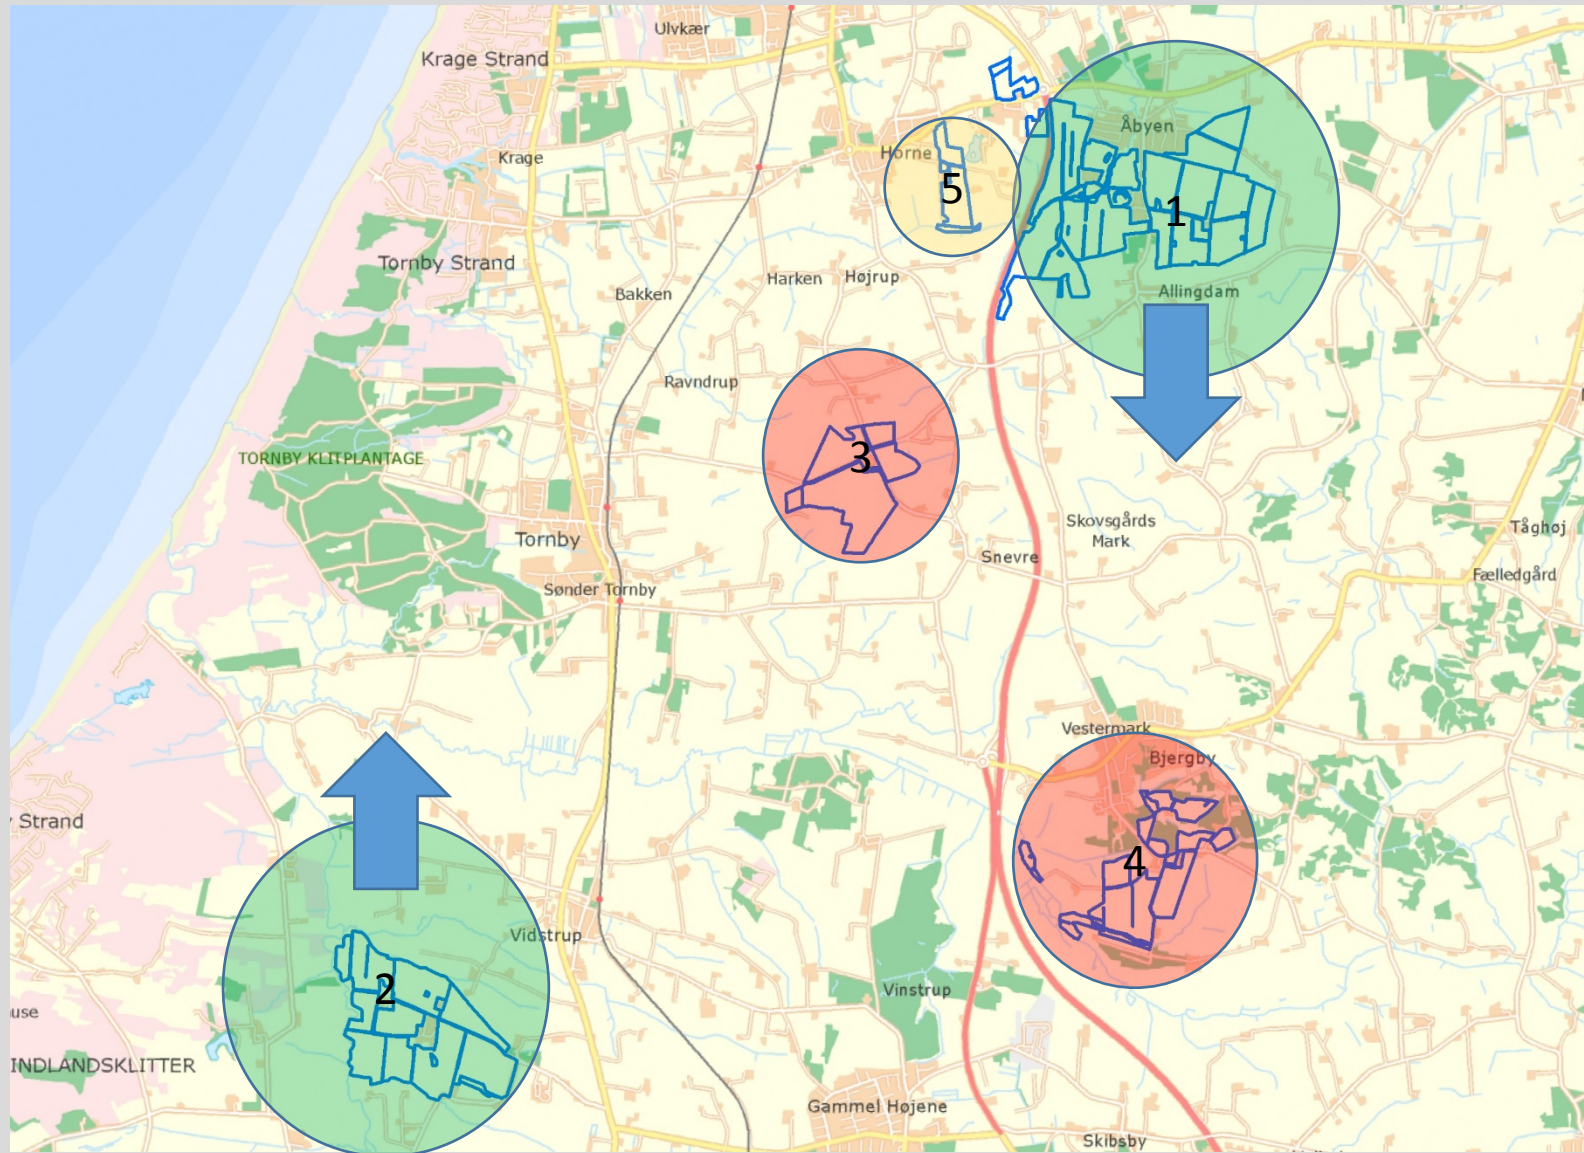 Ulvkær
Krage Strand
Åbyen
Krage
Horne
5
1
Tornby Strand
Bakken
Harken
Højrup
Allingdam
Ravndrup
TORNBY KLITPLANTAGE
3
Skovsgårds
Mark
Tåghøj
Tornby
Snevre
Fælledgård
Sønder Tornby
Vestermark
Bjergby
Strand
4
Vidstrup
2
Vinstrup
use
INDLANDSKLITTER
Gammel Højene
Skibsby